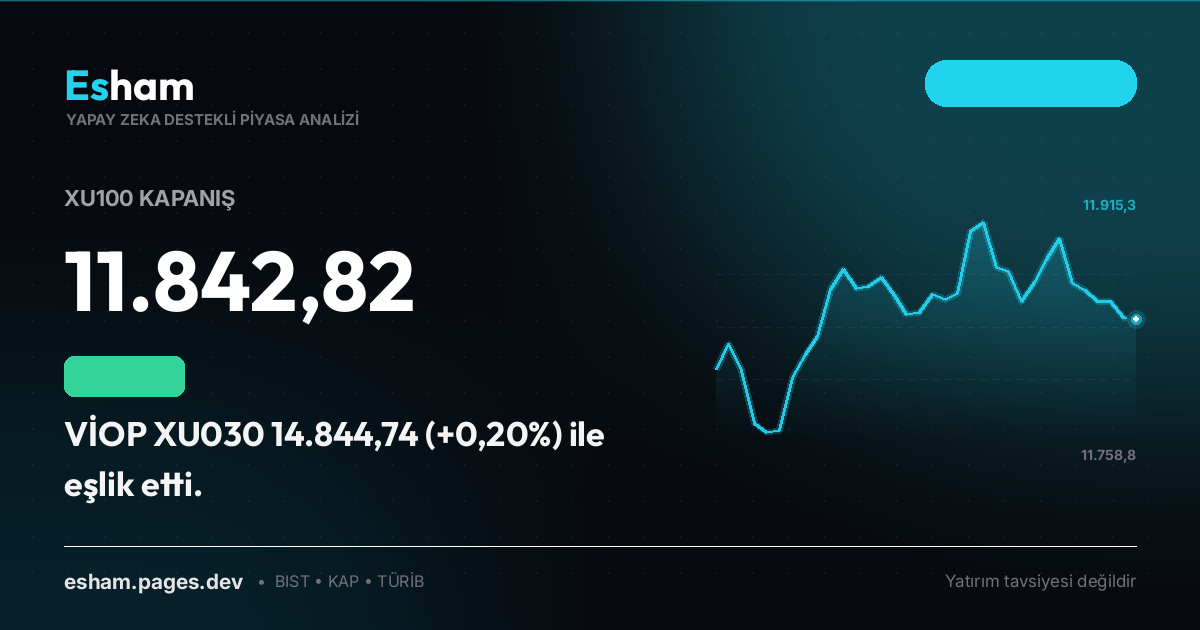 Esham
YAPAY ZEKA DESTEKLİ PİYASA ANALİZİ
XU100 KAPANIŞ
11.842,82
VİOP XU030 14.844,74 (+0,20%) ile
eşlik etti.
11.915,3
11.758,8
esham.pages.dev • BIST • KAP • TÜRİB
Yatırım tavsiyesi değildir